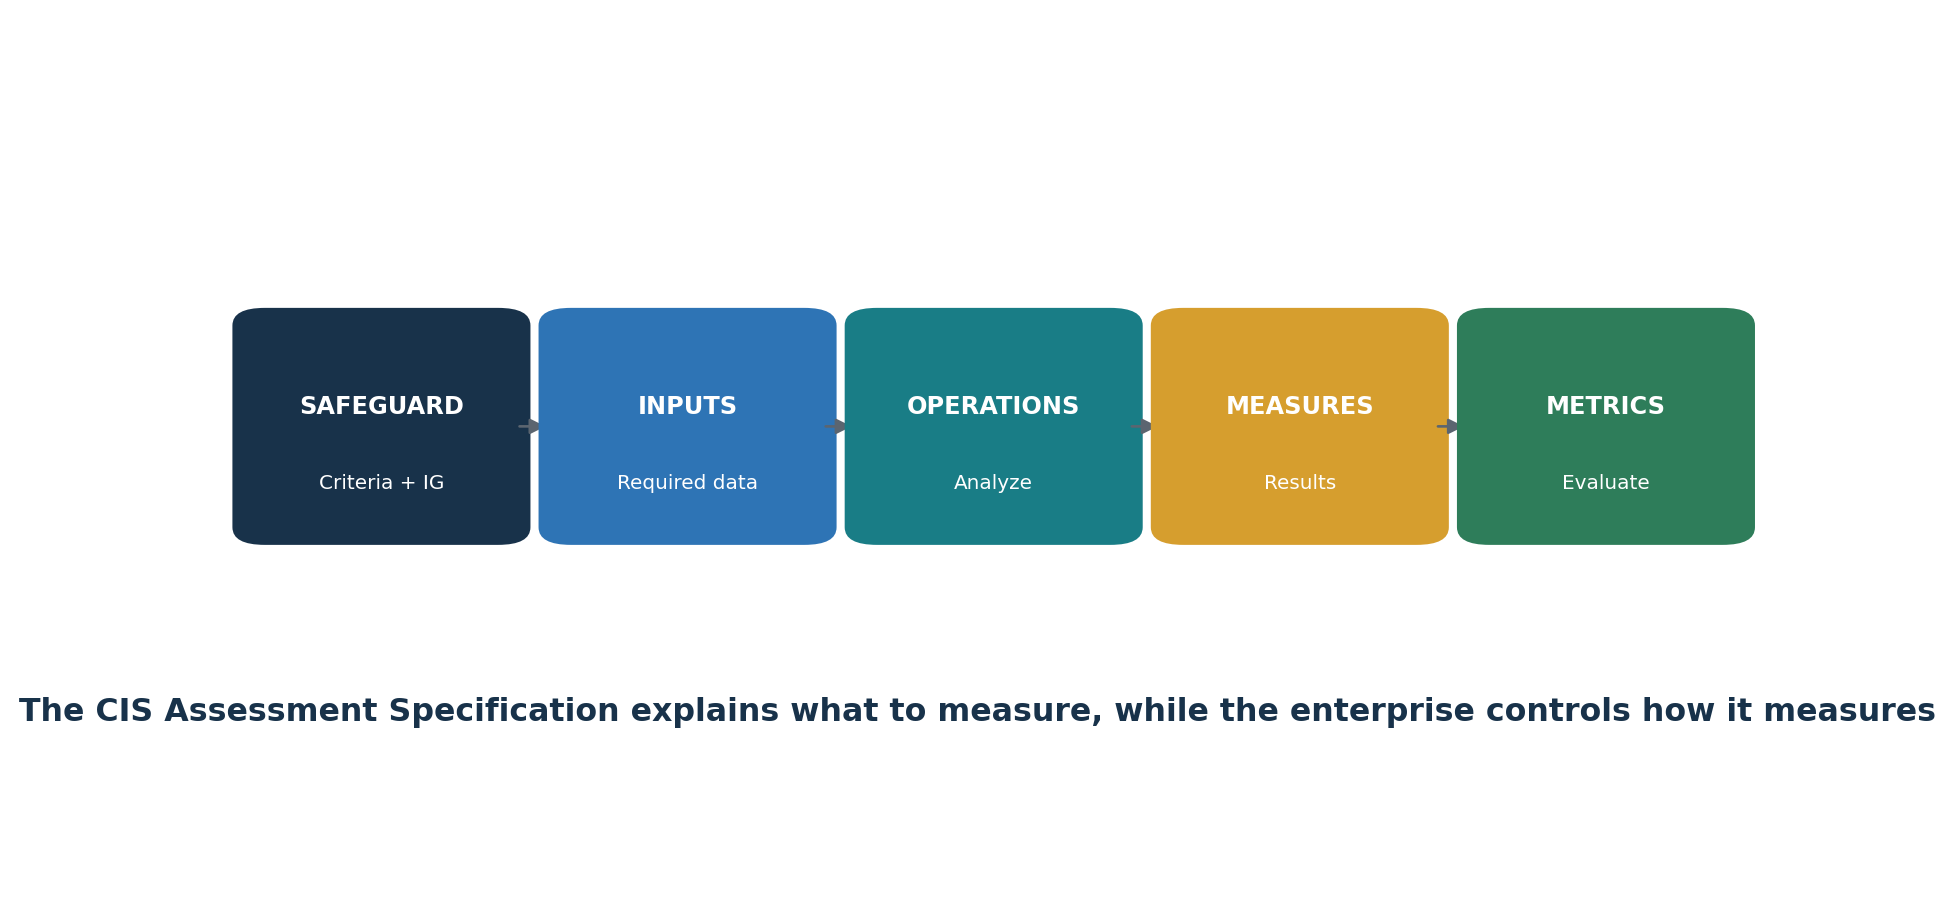 SAFEGUARD
Criteria + IG
INPUTS
Required data
OPERATIONS
Analyze
MEASURES
Results
METRICS
Evaluate
The CIS Assessment Specification explains what to measure, while the enterprise controls how it measures